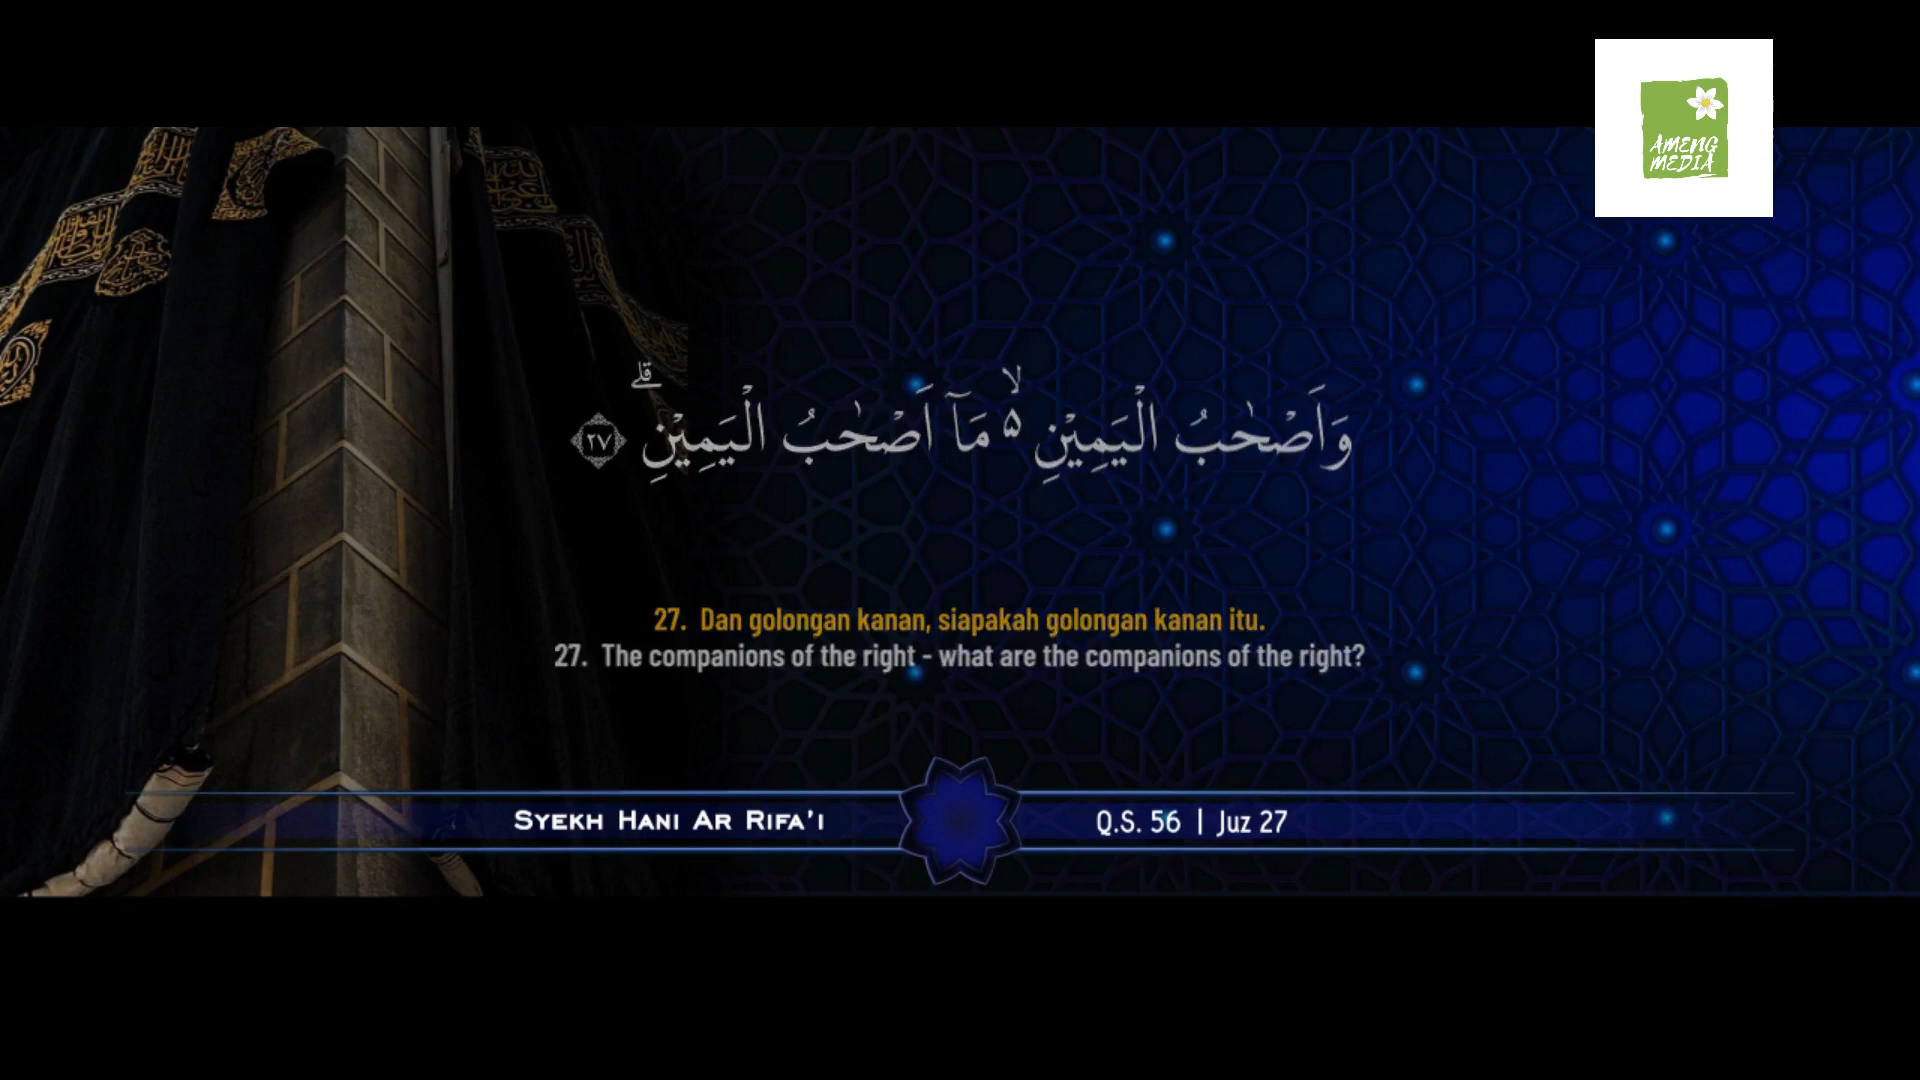 AMENG
MEDIA
وَاَصْحٰبُ الْيَمِيْنِ ەۙ مَآ اَصْحٰبُ الْيَمِيْنِۗ ٢٧
27. Dan golongan kanan, siapakah golongan kanan itu.
27. The companions of the right - what are the companions of the right?
SYEKH HANI AR RIFA'I
Q.S. 56 | Juz 27